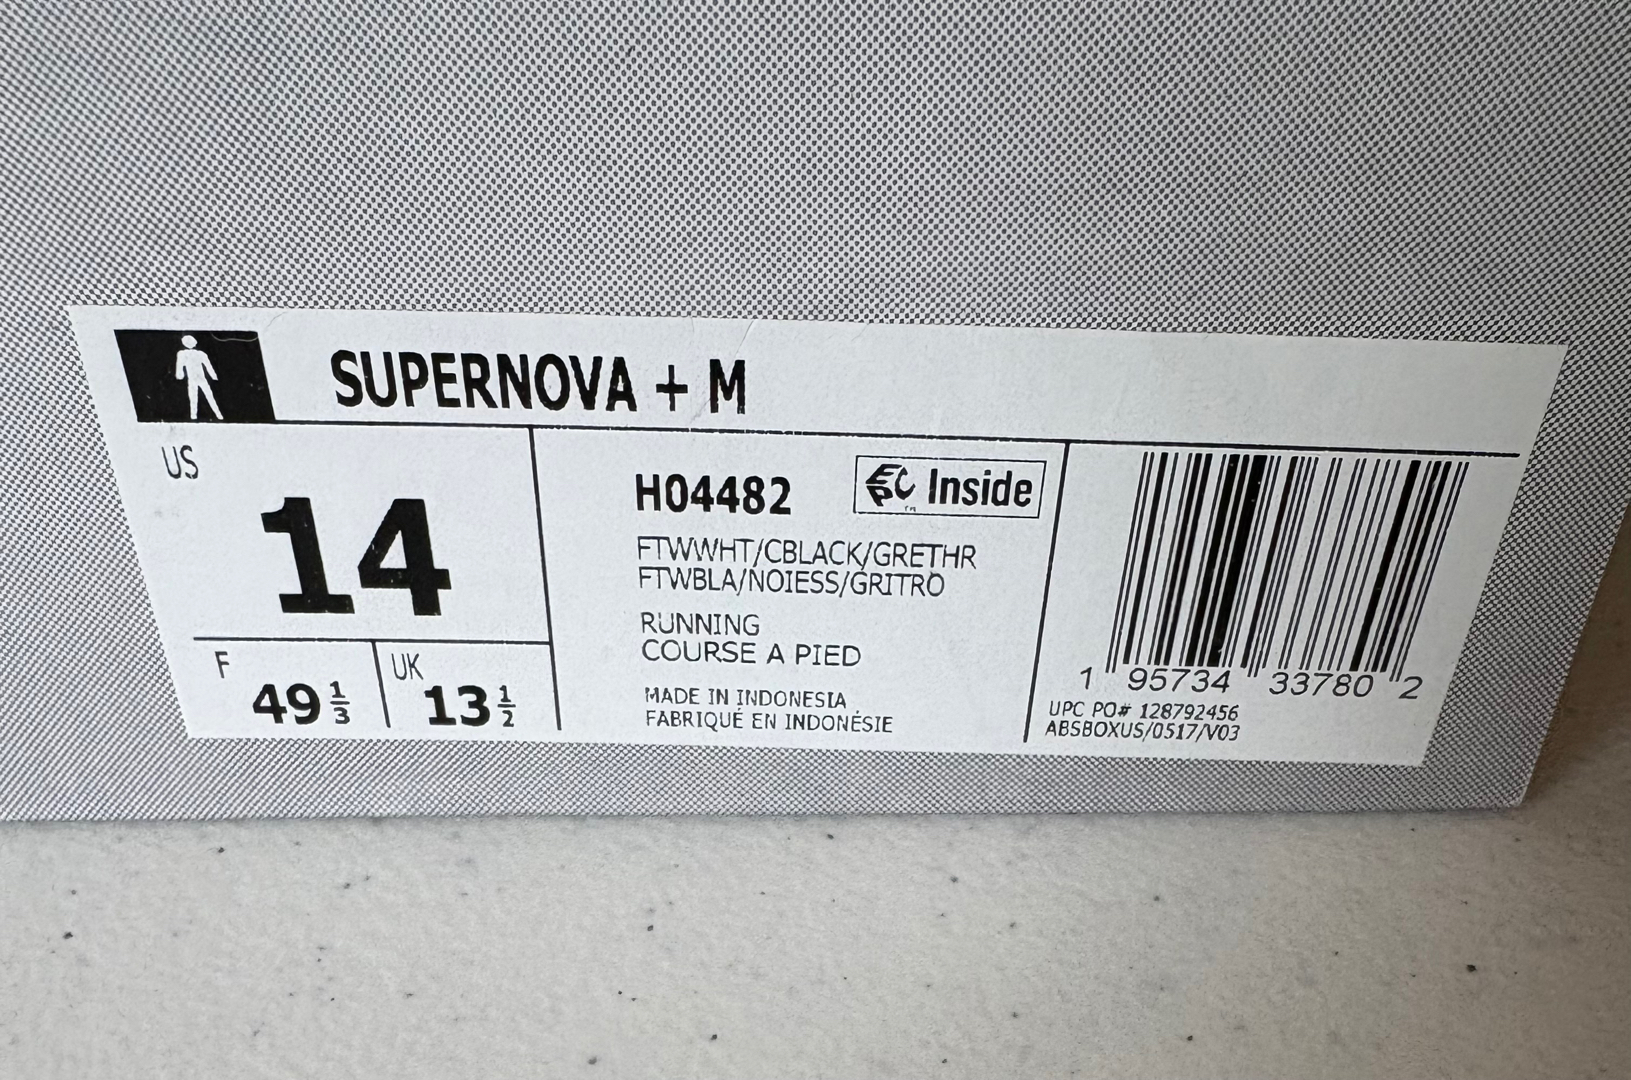 SUPERNOVA + M
US
14
F
49 1/3
UK
13 1/2
H04482
Inside
FTWWHT/CBLACK/GRETHR
FTWBLA/NOIESS/GRITRO
RUNNING
COURSE A PIED
MADE IN INDONESIA
FABRIQUÉ EN INDONÉSIE
1 95734 33780 2
UPC PO# 128792456
ABSBOXUS/0517/V03